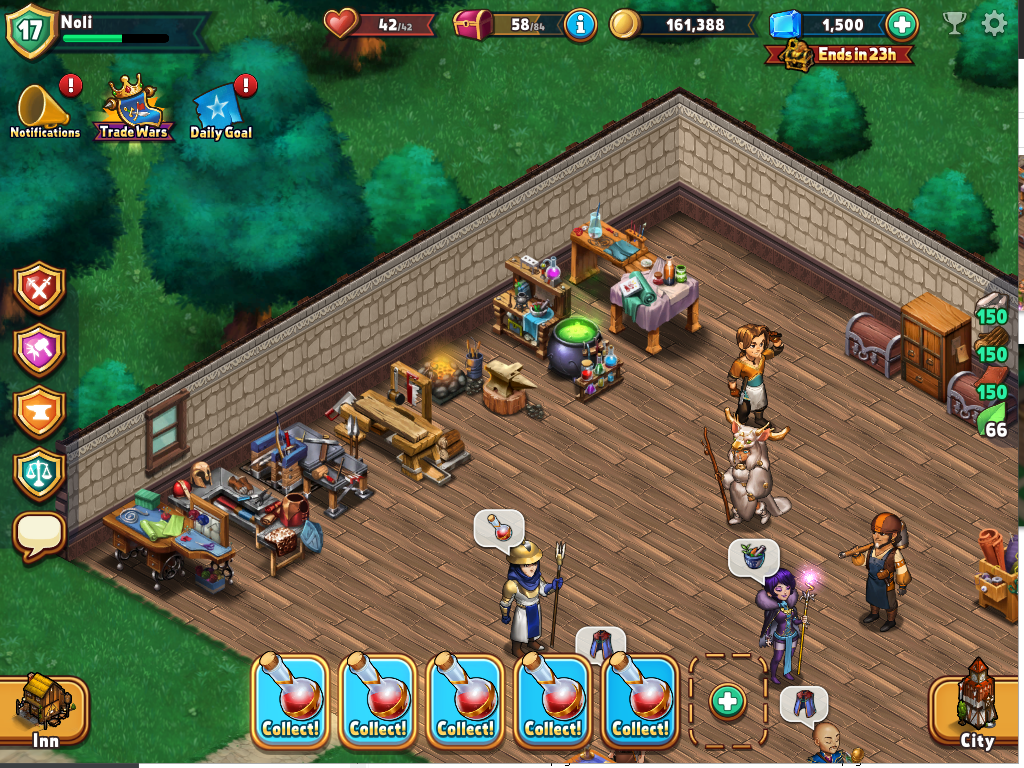 17
Noli
42/42
58/84
i
161,388
1,500
Ends in 23h
!
Notifications
Trade Wars
!
Daily Goal
150
150
150
66
Collect!
Collect!
Collect!
Collect!
Collect!
Inn
City